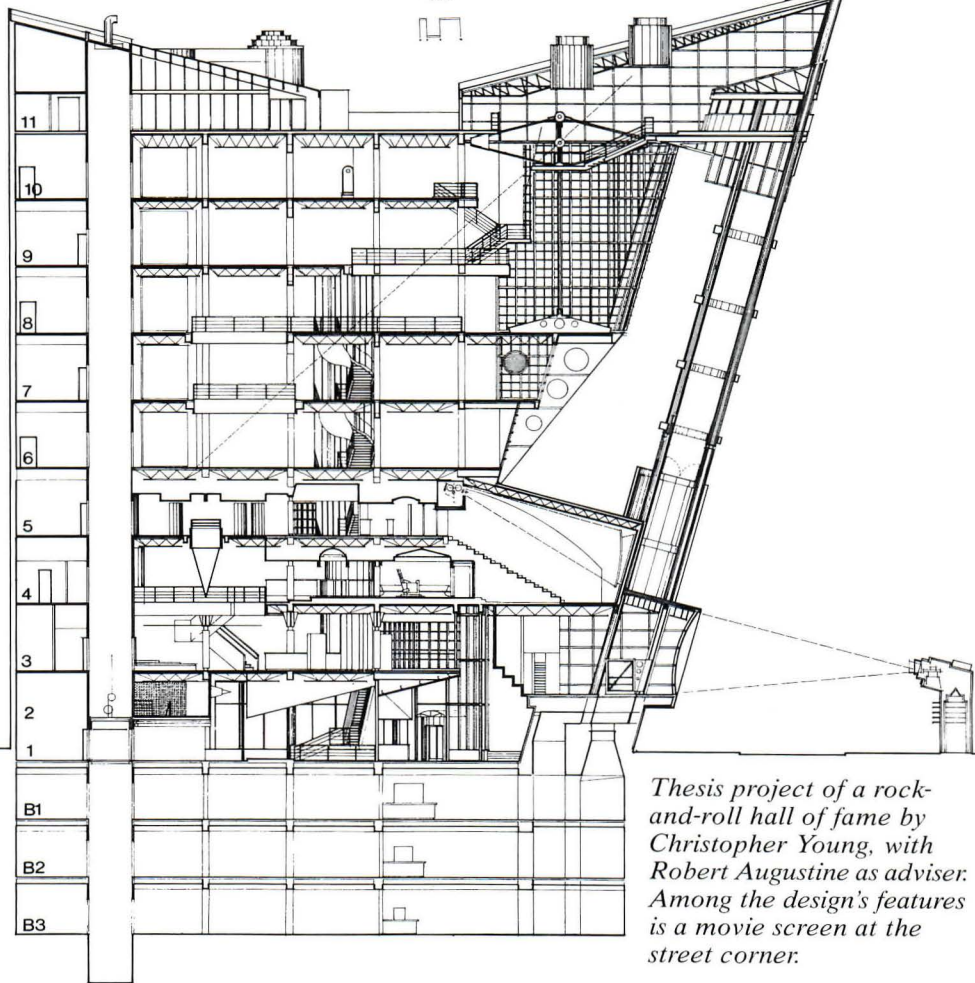 11
10
9
8
7
6
5
4
3
2
1
B1
B2
B3
Thesis project of a rock-
and-roll hall of fame by
Christopher Young, with
Robert Augustine as adviser.
Among the design's features
is a movie screen at the
street corner.